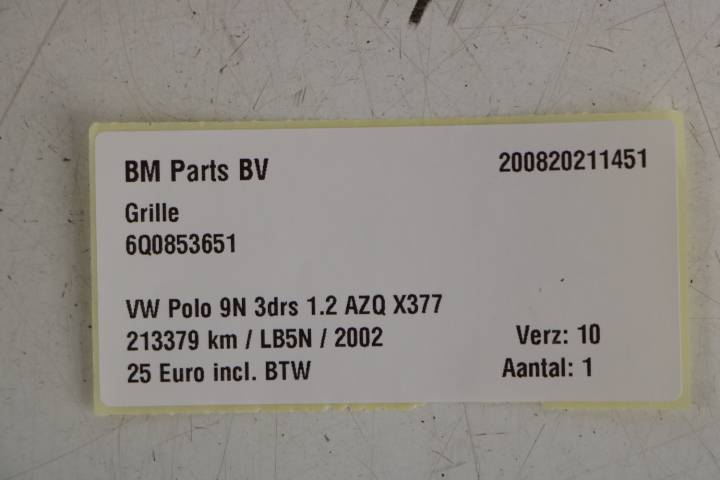 BM Parts BV 200820211451
Grille
6Q0853651
VW Polo 9N 3drs 1.2 AZQ X377
213379 km / LB5N / 2002 Verz: 10
25 Euro incl. BTW Aantal: 1